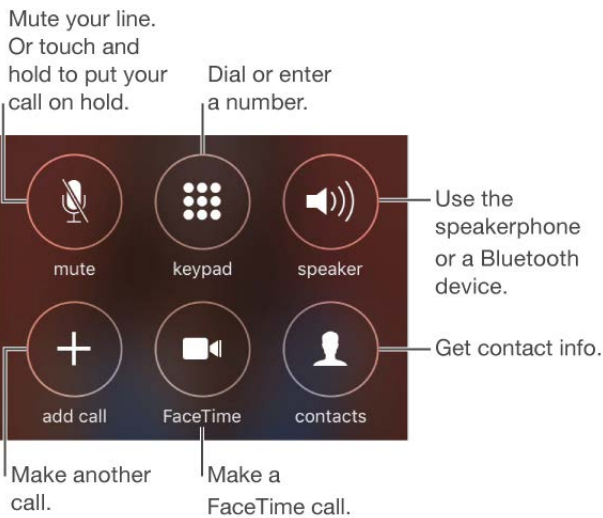 Mute your line.
Or touch and
hold to put your
call on hold.
Dial or enter
a number.
mute
keypad
speaker
Use the
speakerphone
or a Bluetooth
device.
add call
FaceTime
contacts
Get contact info.
Make another
call.
Make a
FaceTime call.